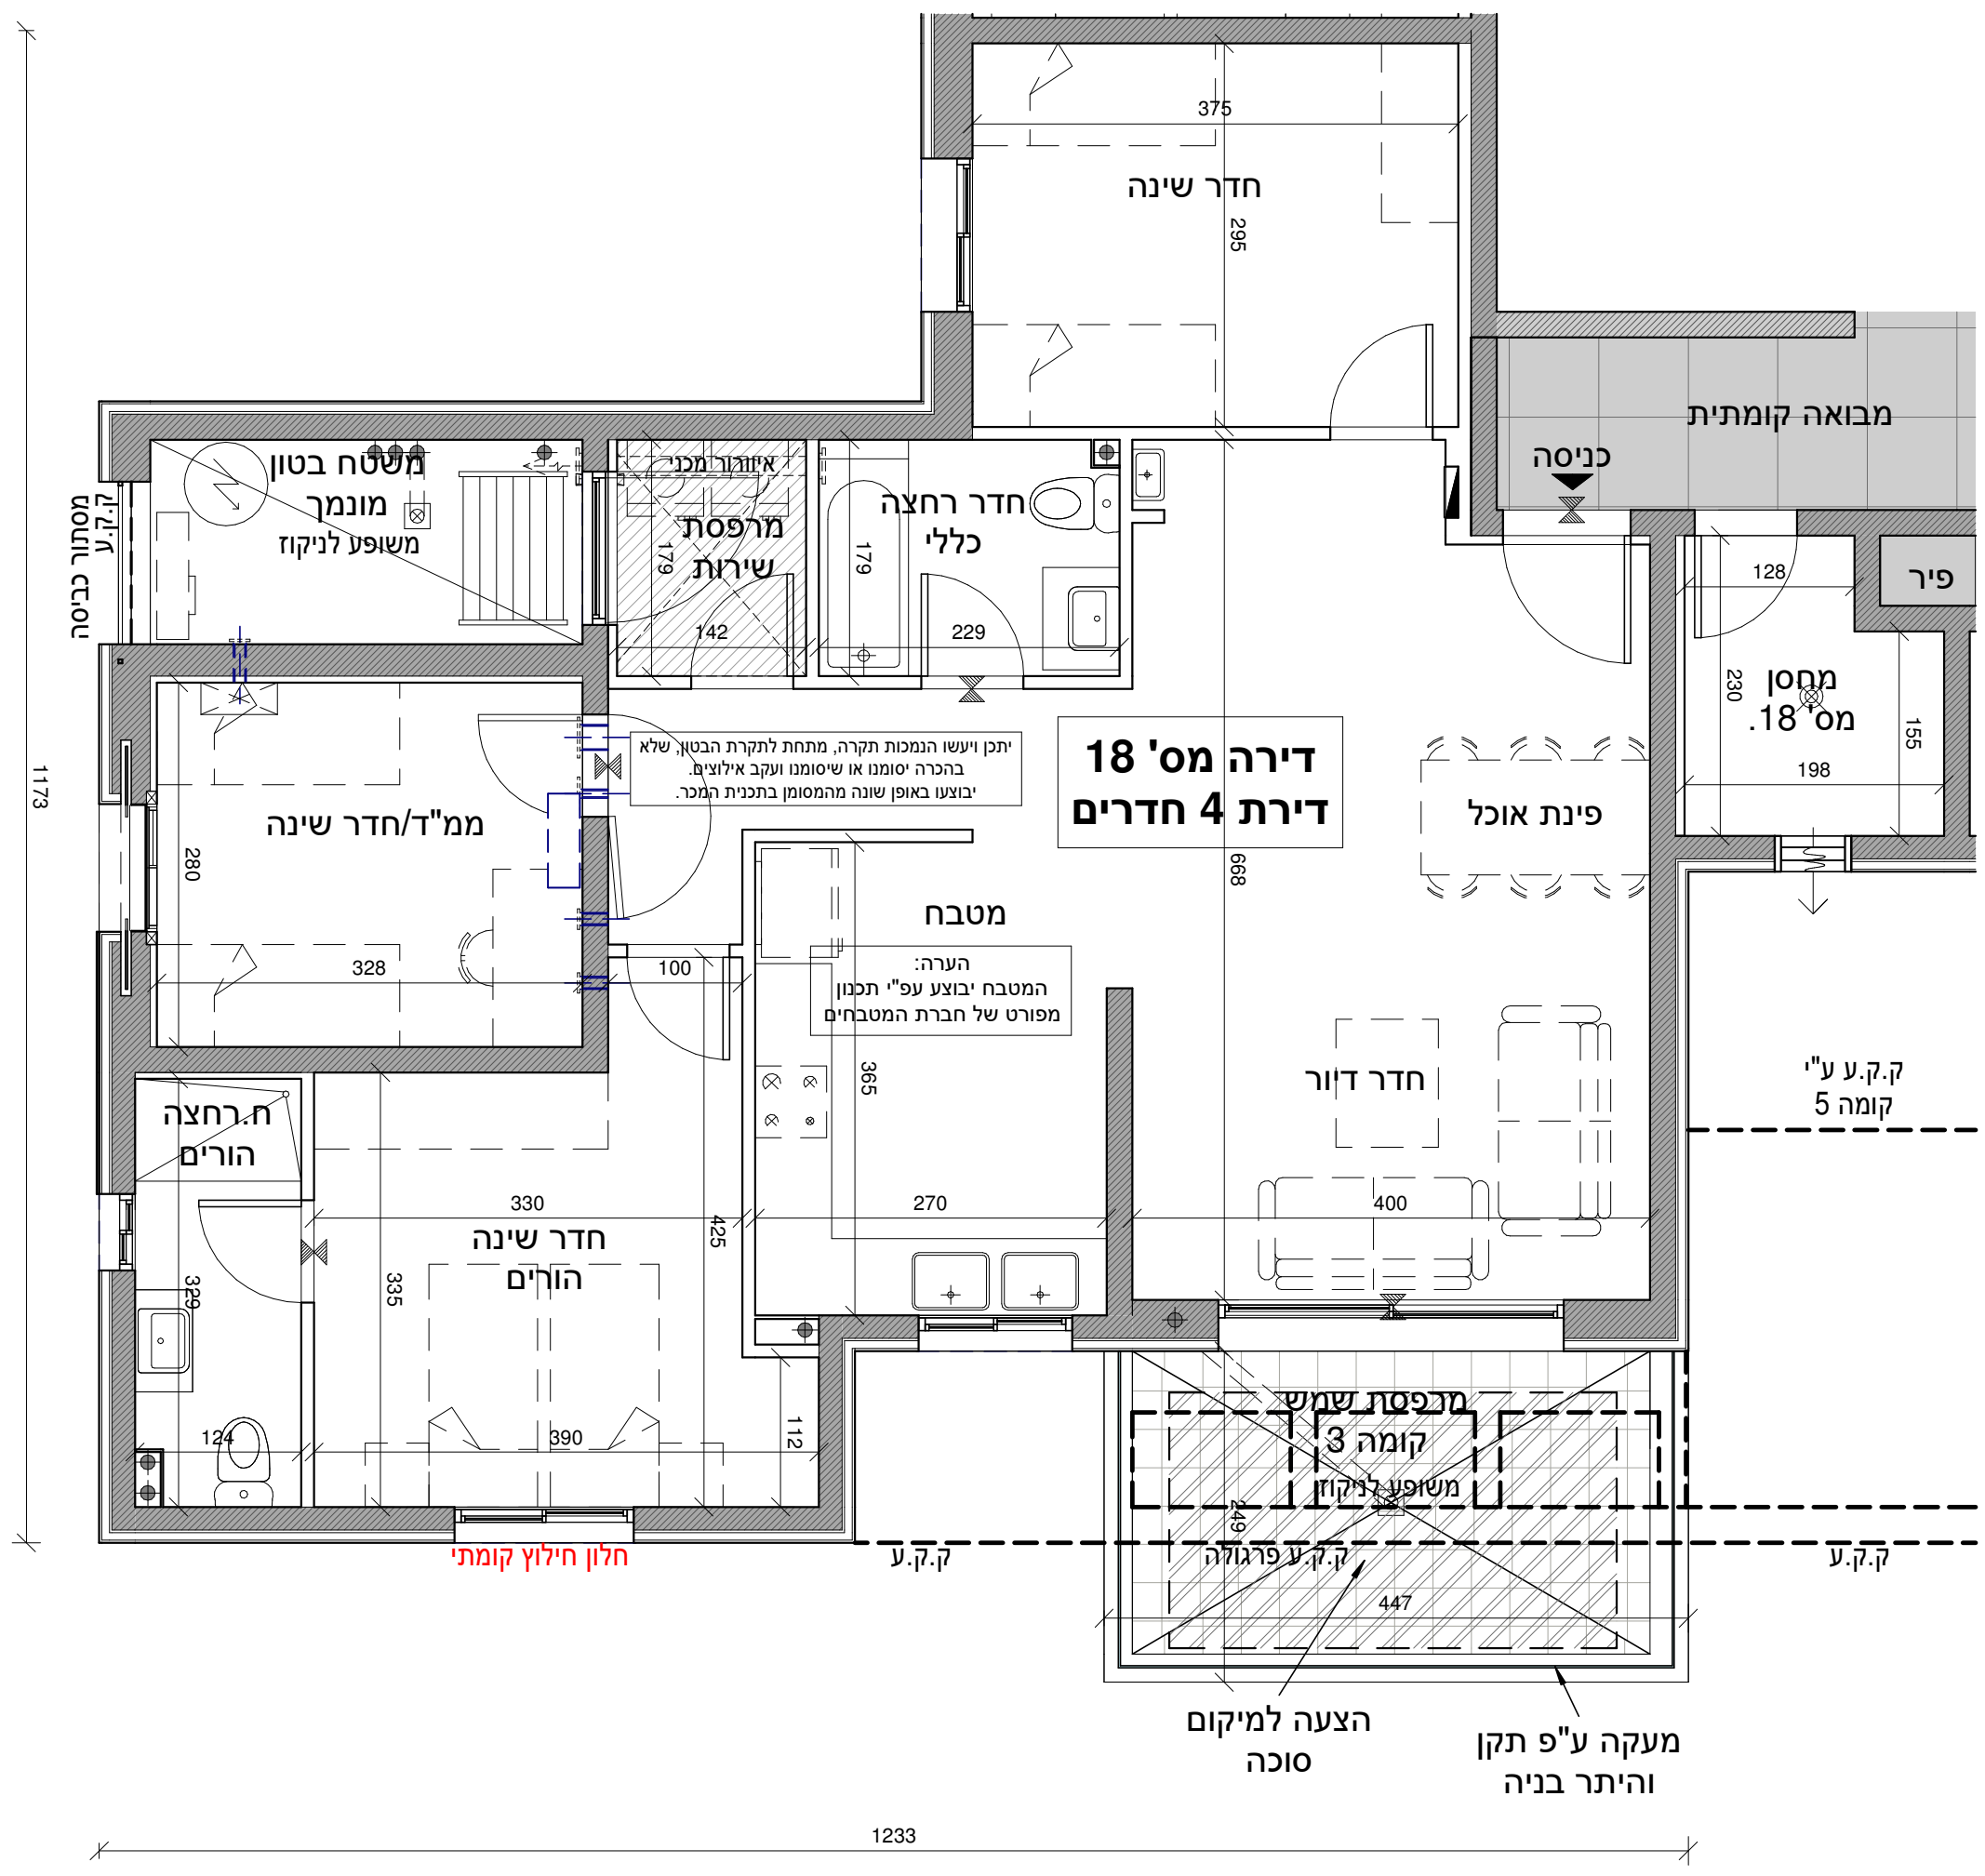 375
חדר שינה
295
מבואה קומתית
כניסה
משטח בטון
מונמך
משופע לניקוז
מסתור כביסה
ק.ק.ע
איוורור מכני
מרפסת
שירות
179
142
חדר רחצה
כללי
179
229
128
פיר
מחסן
מס' 18.
230
155
198
1173
יתכן ויעשו הנמכות תקרה, מתחת לתקרת הבטון, שלא
בהכרה יסומנו או שיסומנו ועקב אילוצים.
יבוצעו באופן שונה מהמסומן בתכנית המכר.
דירה מס' 18
דירת 4 חדרים
פינת אוכל
ממ"ד/חדר שינה
280
328
100
668
מטבח
הערה:
המטבח יבוצע עפ"י תכנון
מפורט של חברת המטבחים
365
חדר דיור
ק.ק.ע ע"י
קומה 5
ח.רחצה
הורים
330
425
270
400
חדר שינה
הורים
335
329
124
390
112
מרפסת שמש
קומה 3
משופע לניקוז
249
חלון חילוץ קומתי
ק.ק.ע
ק.ק.ע פרגולה
ק.ק.ע
447
הצעה למיקום
סוכה
מעקה ע"פ תקן
והיתר בניה
1233